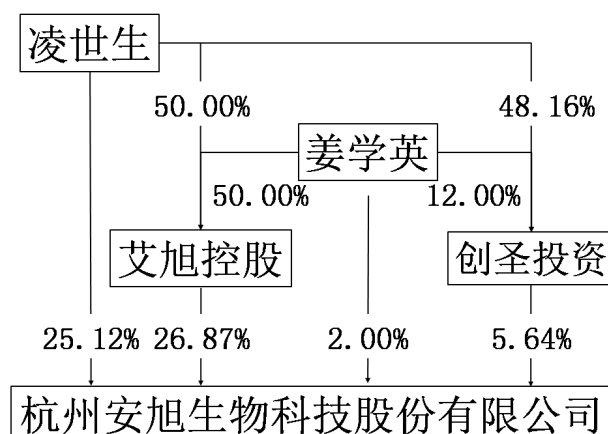 凌世生
50.00% 48.16%
姜学英
50.00% 12.00%
艾旭控股 创圣投资
25.12% 26.87% 2.00% 5.64%
杭州安旭生物科技股份有限公司